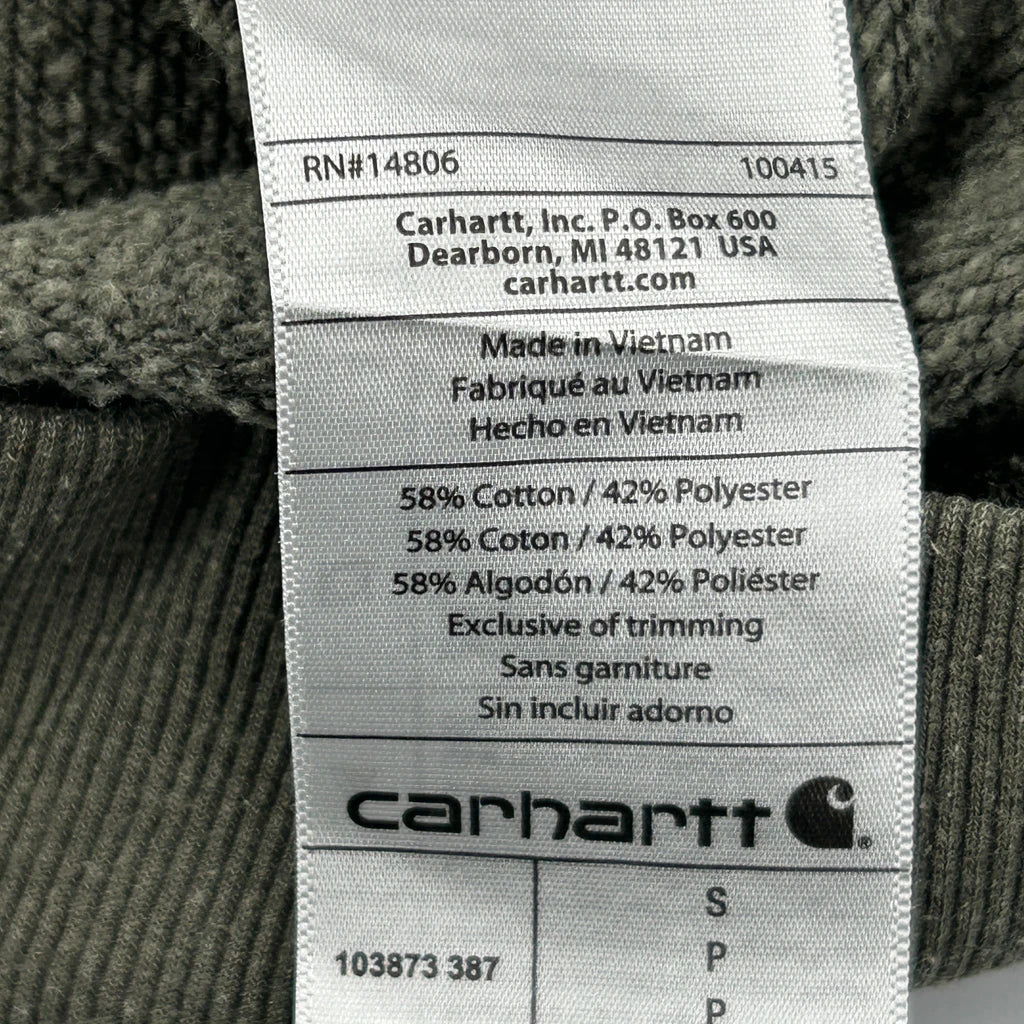 RN#14806 100415
Carhartt, Inc. P.O. Box 600
Dearborn, MI 48121 USA
carhartt.com
Made in Vietnam
Fabriqué au Vietnam
Hecho en Vietnam
58% Cotton / 42% Polyester
58% Coton / 42% Polyester
58% Algodón / 42% Poliéster
Exclusive of trimming
Sans garniture
Sin incluir adorno
carhartt ®
S
103873 387 P
P